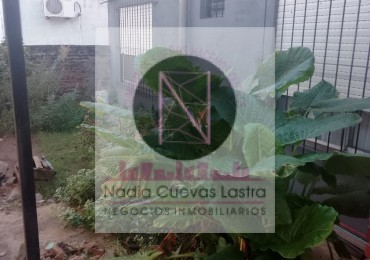 N
Nadia Cuevas Lastra
NEGOCIOS INMOBILIARIOS